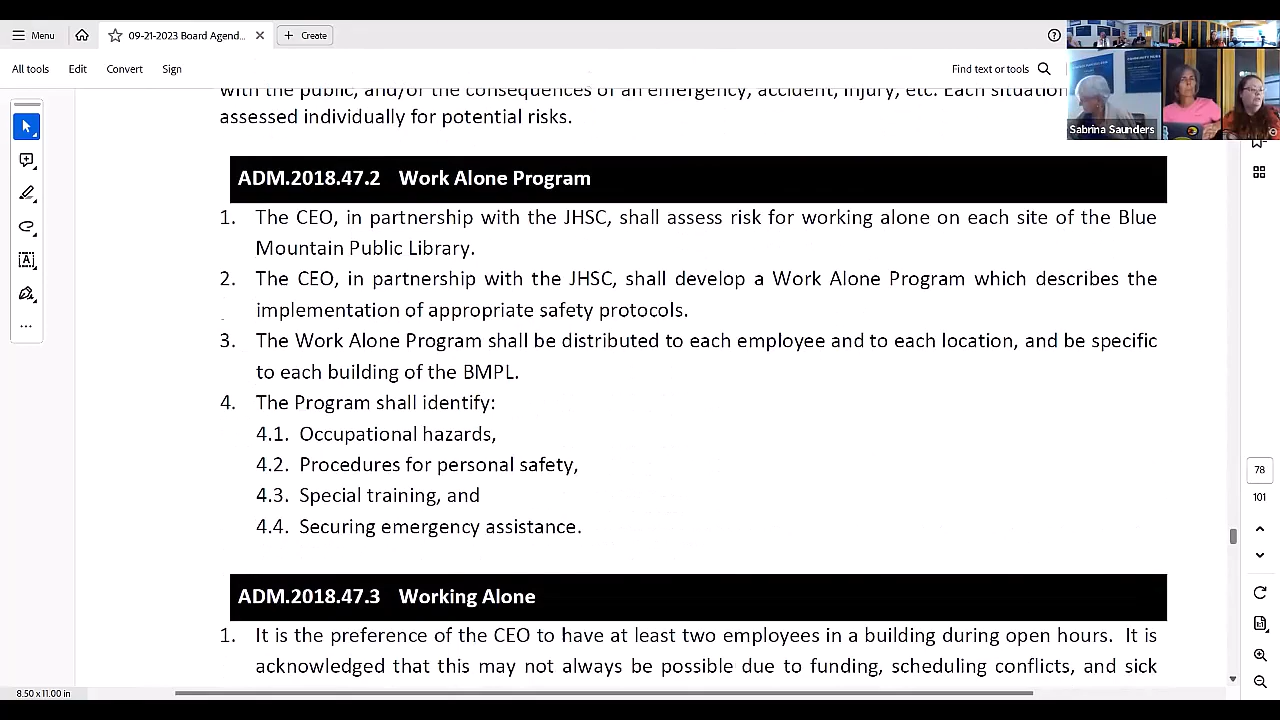 Menu
09-21-2023 Board Agend...
Create
All tools
Edit
Convert
Sign
Find text or tools
with the public, and/or the consequences of an emergency, accident, injury, etc. Each situation
assessed individually for potential risks.
Sabrina Saunders
ADM.2018.47.2 Work Alone Program
1. The CEO, in partnership with the JHSC, shall assess risk for working alone on each site of the Blue
Mountain Public Library.
2. The CEO, in partnership with the JHSC, shall develop a Work Alone Program which describes the
implementation of appropriate safety protocols.
3. The Work Alone Program shall be distributed to each employee and to each location, and be specific
to each building of the BMPL.
4. The Program shall identify:
4.1. Occupational hazards,
4.2. Procedures for personal safety,
4.3. Special training, and
4.4. Securing emergency assistance.
78
101
ADM.2018.47.3 Working Alone
1. It is the preference of the CEO to have at least two employees in a building during open hours. It is
acknowledged that this may not always be possible due to funding, scheduling conflicts, and sick
8.50 x 11.00 in